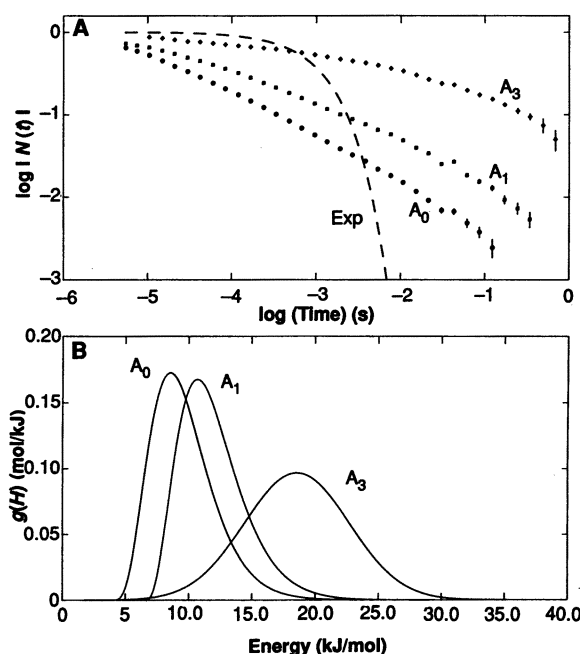 A
0
−1
−2
−3
log | N(t) |
A₃
A₁
A₀
Exp
−6 −5 −4 −3 −2 −1 0
log (Time) (s)
B
0.20
0.15
0.10
0.05
0
g(H) (mol/kJ)
A₀
A₁
A₃
0 5 10.0 15.0 20.0 25.0 30.0 35.0 40.0
Energy (kJ/mol)